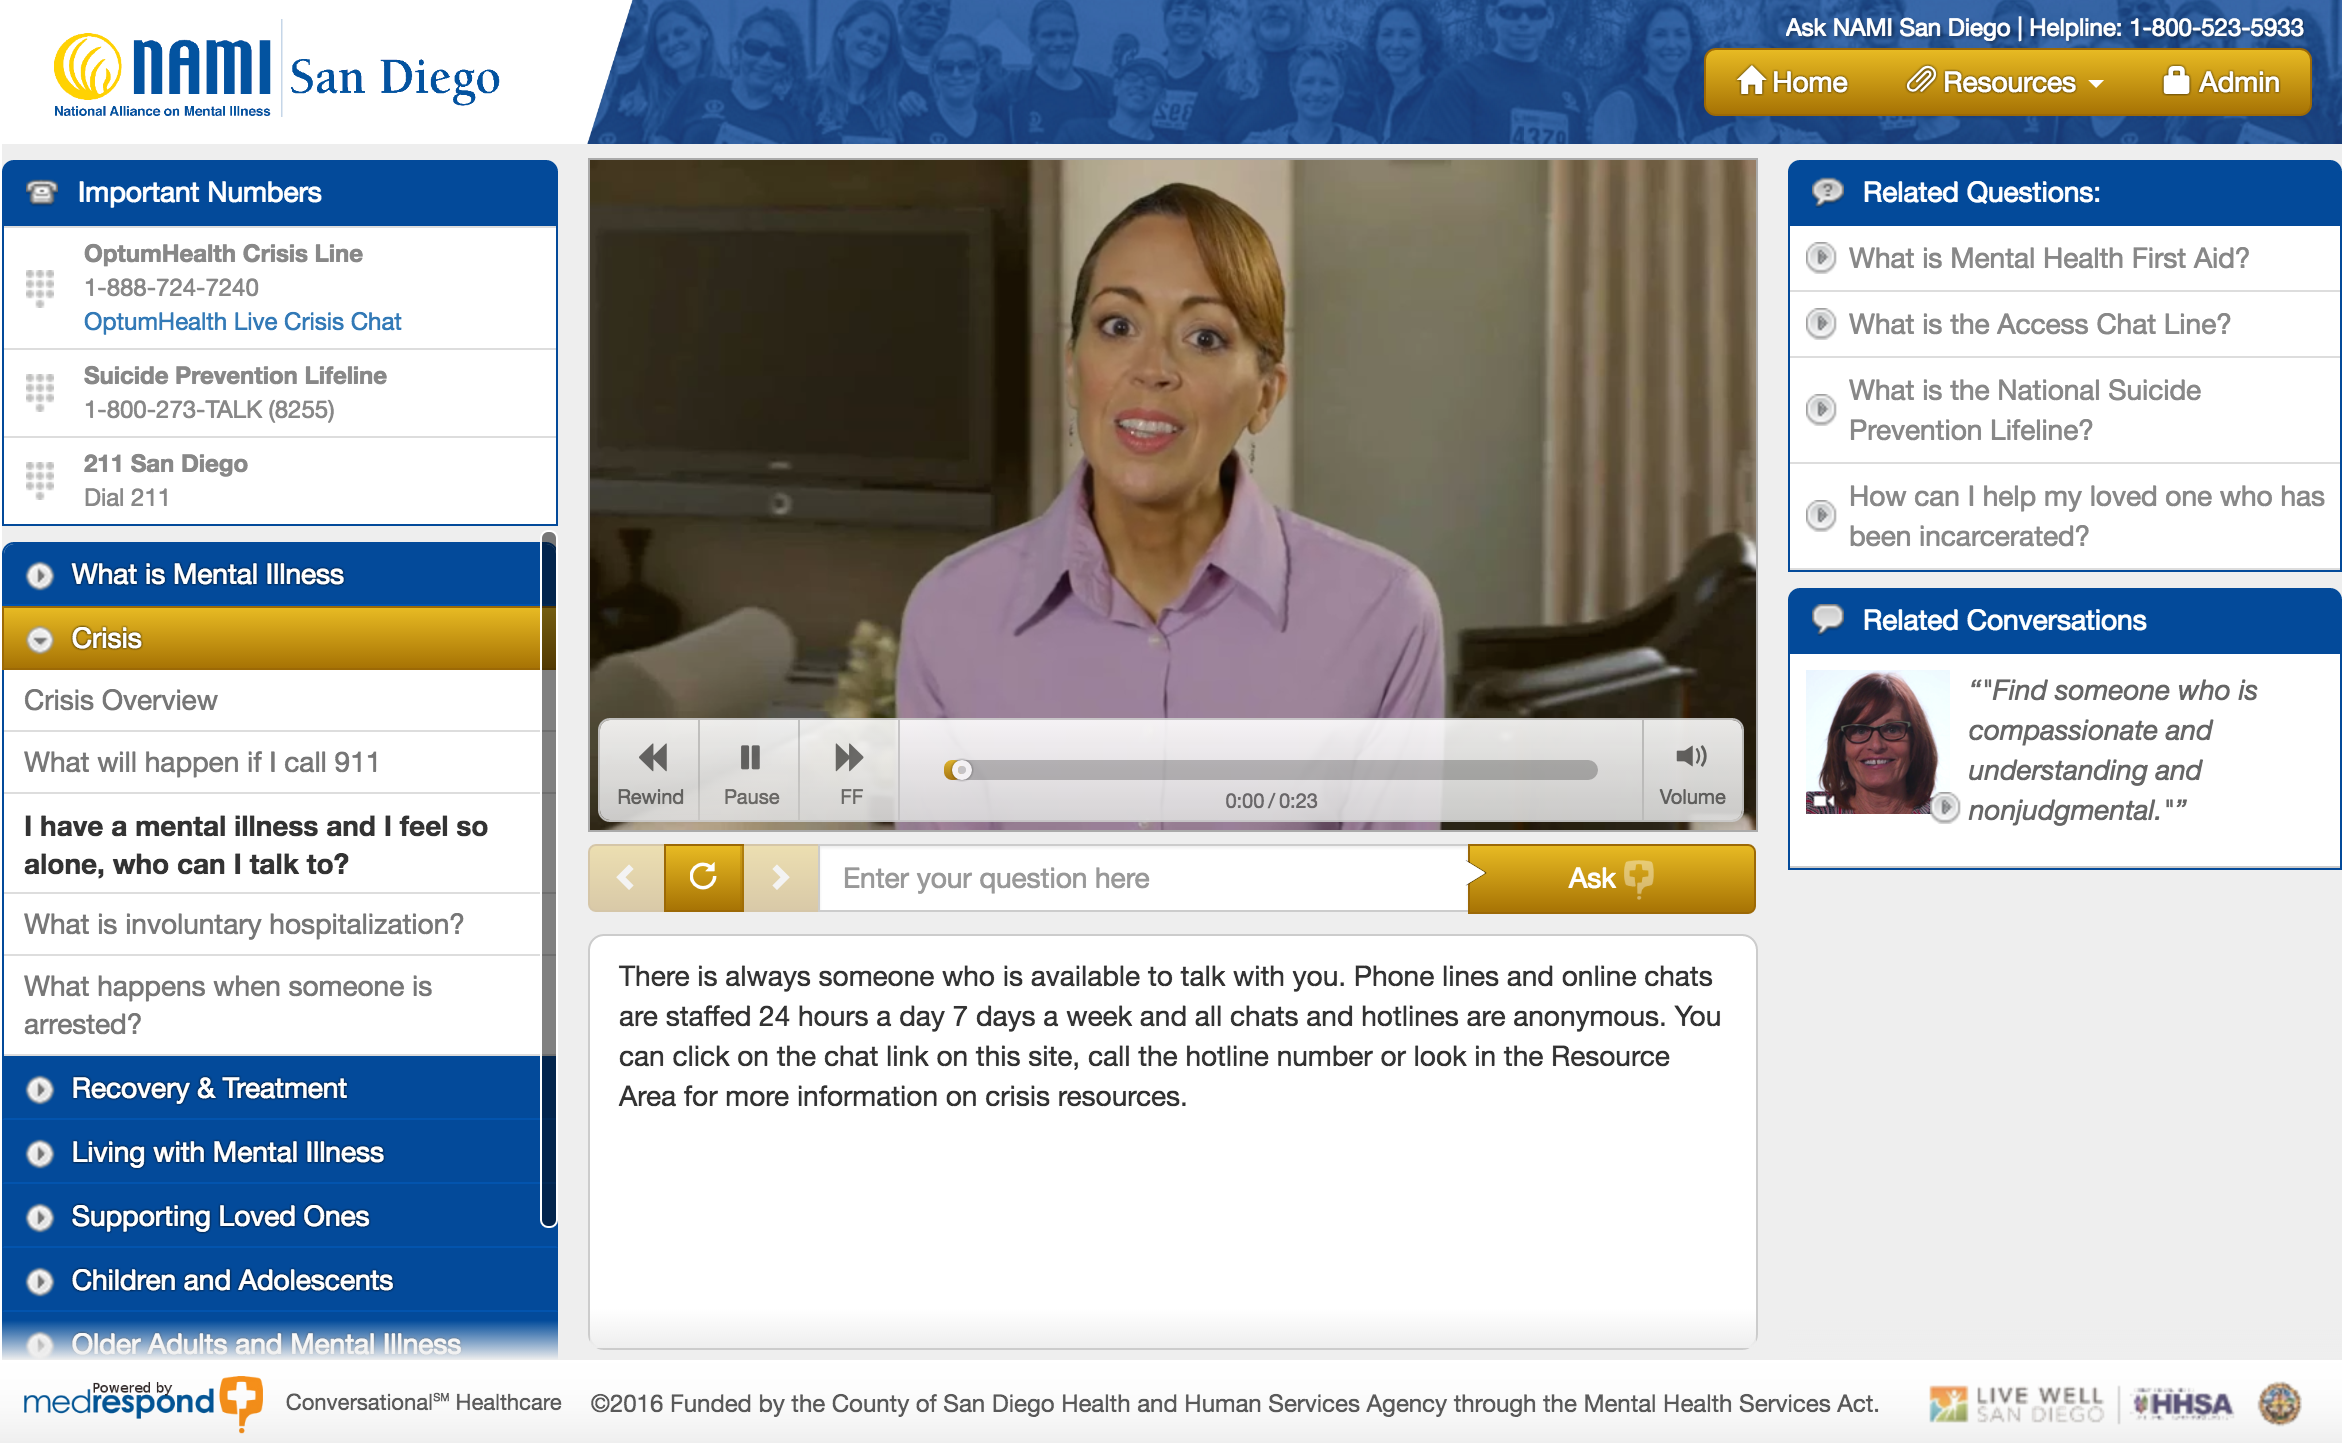 NAMI
San Diego
National Alliance on Mental Illness
Ask NAMI San Diego | Helpline: 1-800-523-5933
Home
Resources
Admin
Important Numbers
OptumHealth Crisis Line
1-888-724-7240
OptumHealth Live Crisis Chat
Suicide Prevention Lifeline
1-800-273-TALK (8255)
211 San Diego
Dial 211
What is Mental Illness
Crisis
Crisis Overview
What will happen if I call 911
I have a mental illness and I feel so
alone, who can I talk to?
What is involuntary hospitalization?
What happens when someone is
arrested?
Recovery & Treatment
Living with Mental Illness
Supporting Loved Ones
Children and Adolescents
Older Adults and Mental Illness
Rewind
Pause
FF
0:00 / 0:23
Volume
Enter your question here
Ask
There is always someone who is available to talk with you. Phone lines and online chats
are staffed 24 hours a day 7 days a week and all chats and hotlines are anonymous. You
can click on the chat link on this site, call the hotline number or look in the Resource
Area for more information on crisis resources.
Related Questions:
What is Mental Health First Aid?
What is the Access Chat Line?
What is the National Suicide
Prevention Lifeline?
How can I help my loved one who has
been incarcerated?
Related Conversations
“"Find someone who is
compassionate and
understanding and
nonjudgmental."”
Powered by
medrespond
Conversational℠ Healthcare
©2016 Funded by the County of San Diego Health and Human Services Agency through the Mental Health Services Act.
LIVE WELL
SAN DIEGO
HHSA